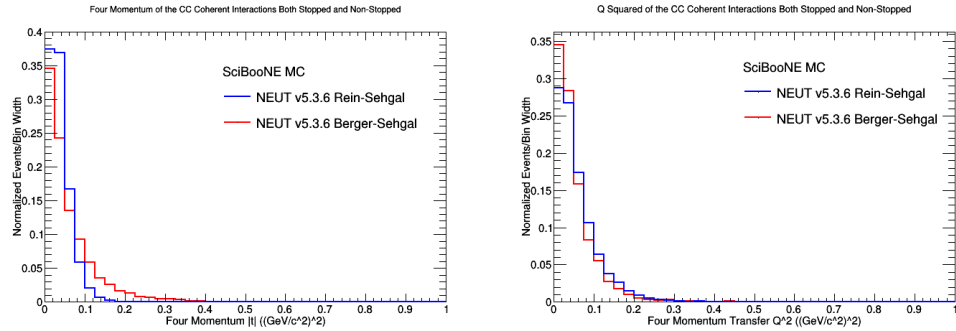 Four Momentum of the CC Coherent Interactions Both Stopped and Non-Stopped
Normalized Events/Bin Width
0.4
0.35
0.3
0.25
0.2
0.15
0.1
0.05
0
SciBooNE MC
NEUT v5.3.6 Rein-Sehgal
NEUT v5.3.6 Berger-Sehgal
0 0.1 0.2 0.3 0.4 0.5 0.6 0.7 0.8 0.9 1
Four Momentum |t| ((GeV/c^2)^2)
Q Squared of the CC Coherent Interactions Both Stopped and Non-Stopped
Normalized Events/Bin Width
0.35
0.3
0.25
0.2
0.15
0.1
0.05
0
SciBooNE MC
NEUT v5.3.6 Rein-Sehgal
NEUT v5.3.6 Berger-Sehgal
0 0.1 0.2 0.3 0.4 0.5 0.6 0.7 0.8 0.9 1
Four Momentum Transfer Q^2 ((GeV/c^2)^2)